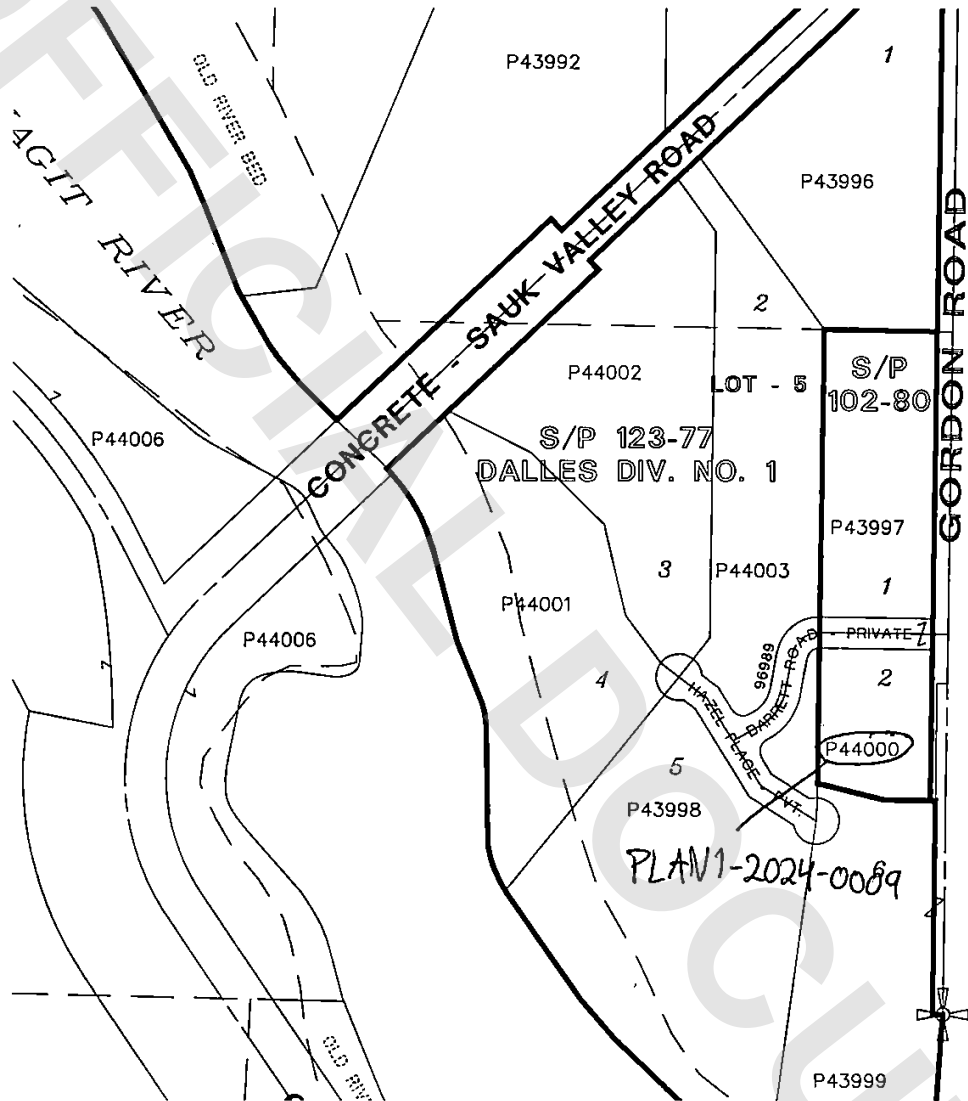 P43992
1
OLD RIVER BED
AGIT RIVER
CONCRETE - SAUK VALLEY ROAD
P43996
GORDON ROAD
2
P44002
LOT - 5
S/P
102-80
P44006
S/P 123-77
DALLES DIV. NO. 1
P43997
3
P44003
1
P44001
P44006
BARRETT ROAD - PRIVATE
96989
4
2
HAZEL PLACE PVT.
P44000
5
P43998
PLAN1-2024-0089
OLD RIV
P43999
OFFICIAL DOCU